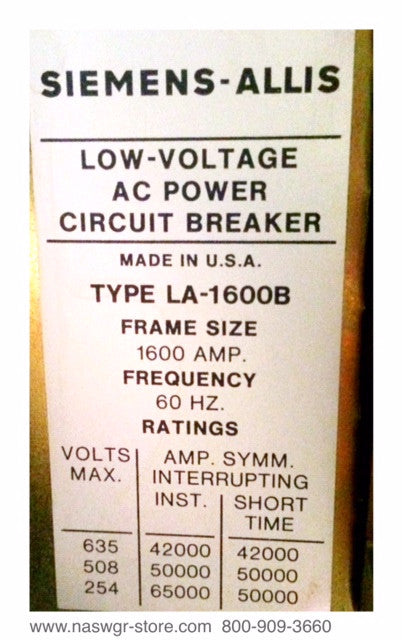 SIEMENS-ALLIS
LOW-VOLTAGE
AC POWER
CIRCUIT BREAKER
MADE IN U.S.A.
TYPE LA-1600B
FRAME SIZE
1600 AMP.
FREQUENCY
60 HZ.
RATINGS
VOLTS MAX. AMP. SYMM. INTERRUPTING
INST. SHORT TIME
635 42000 42000
508 50000 50000
254 65000 50000
www.naswgr-store.com 800-909-3660